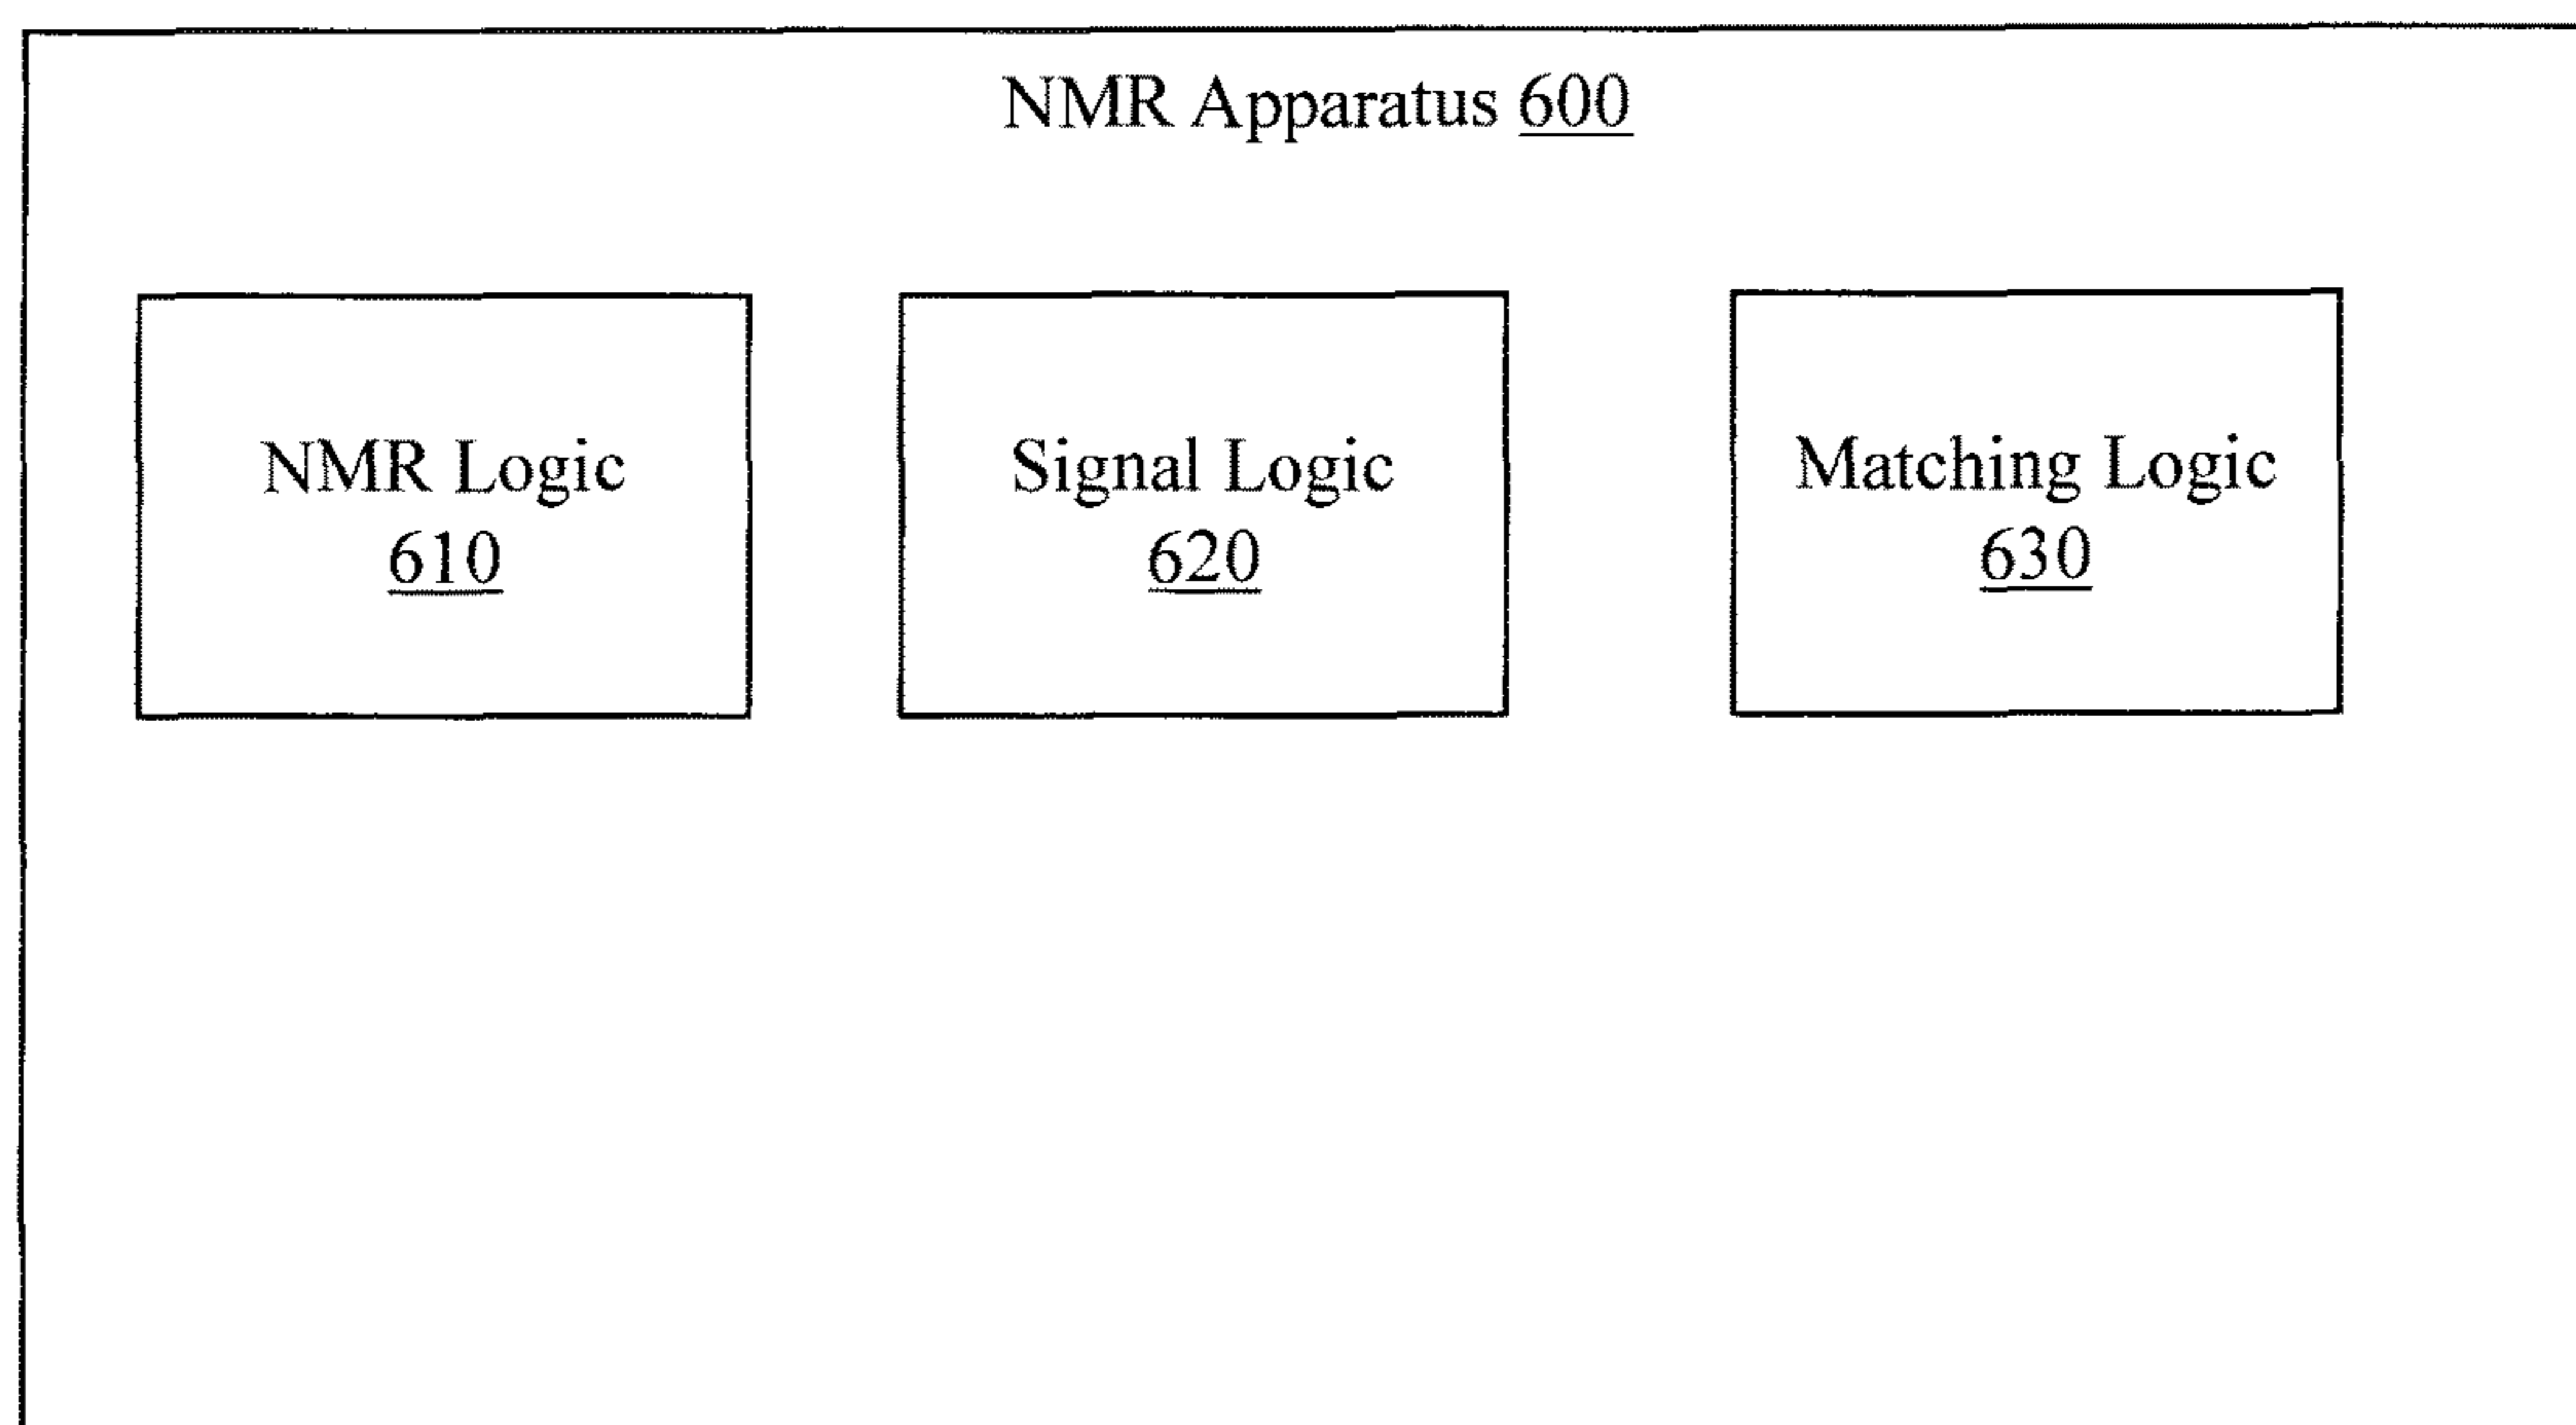 NMR Apparatus 600
NMR Logic
610
Signal Logic
620
Matching Logic
630